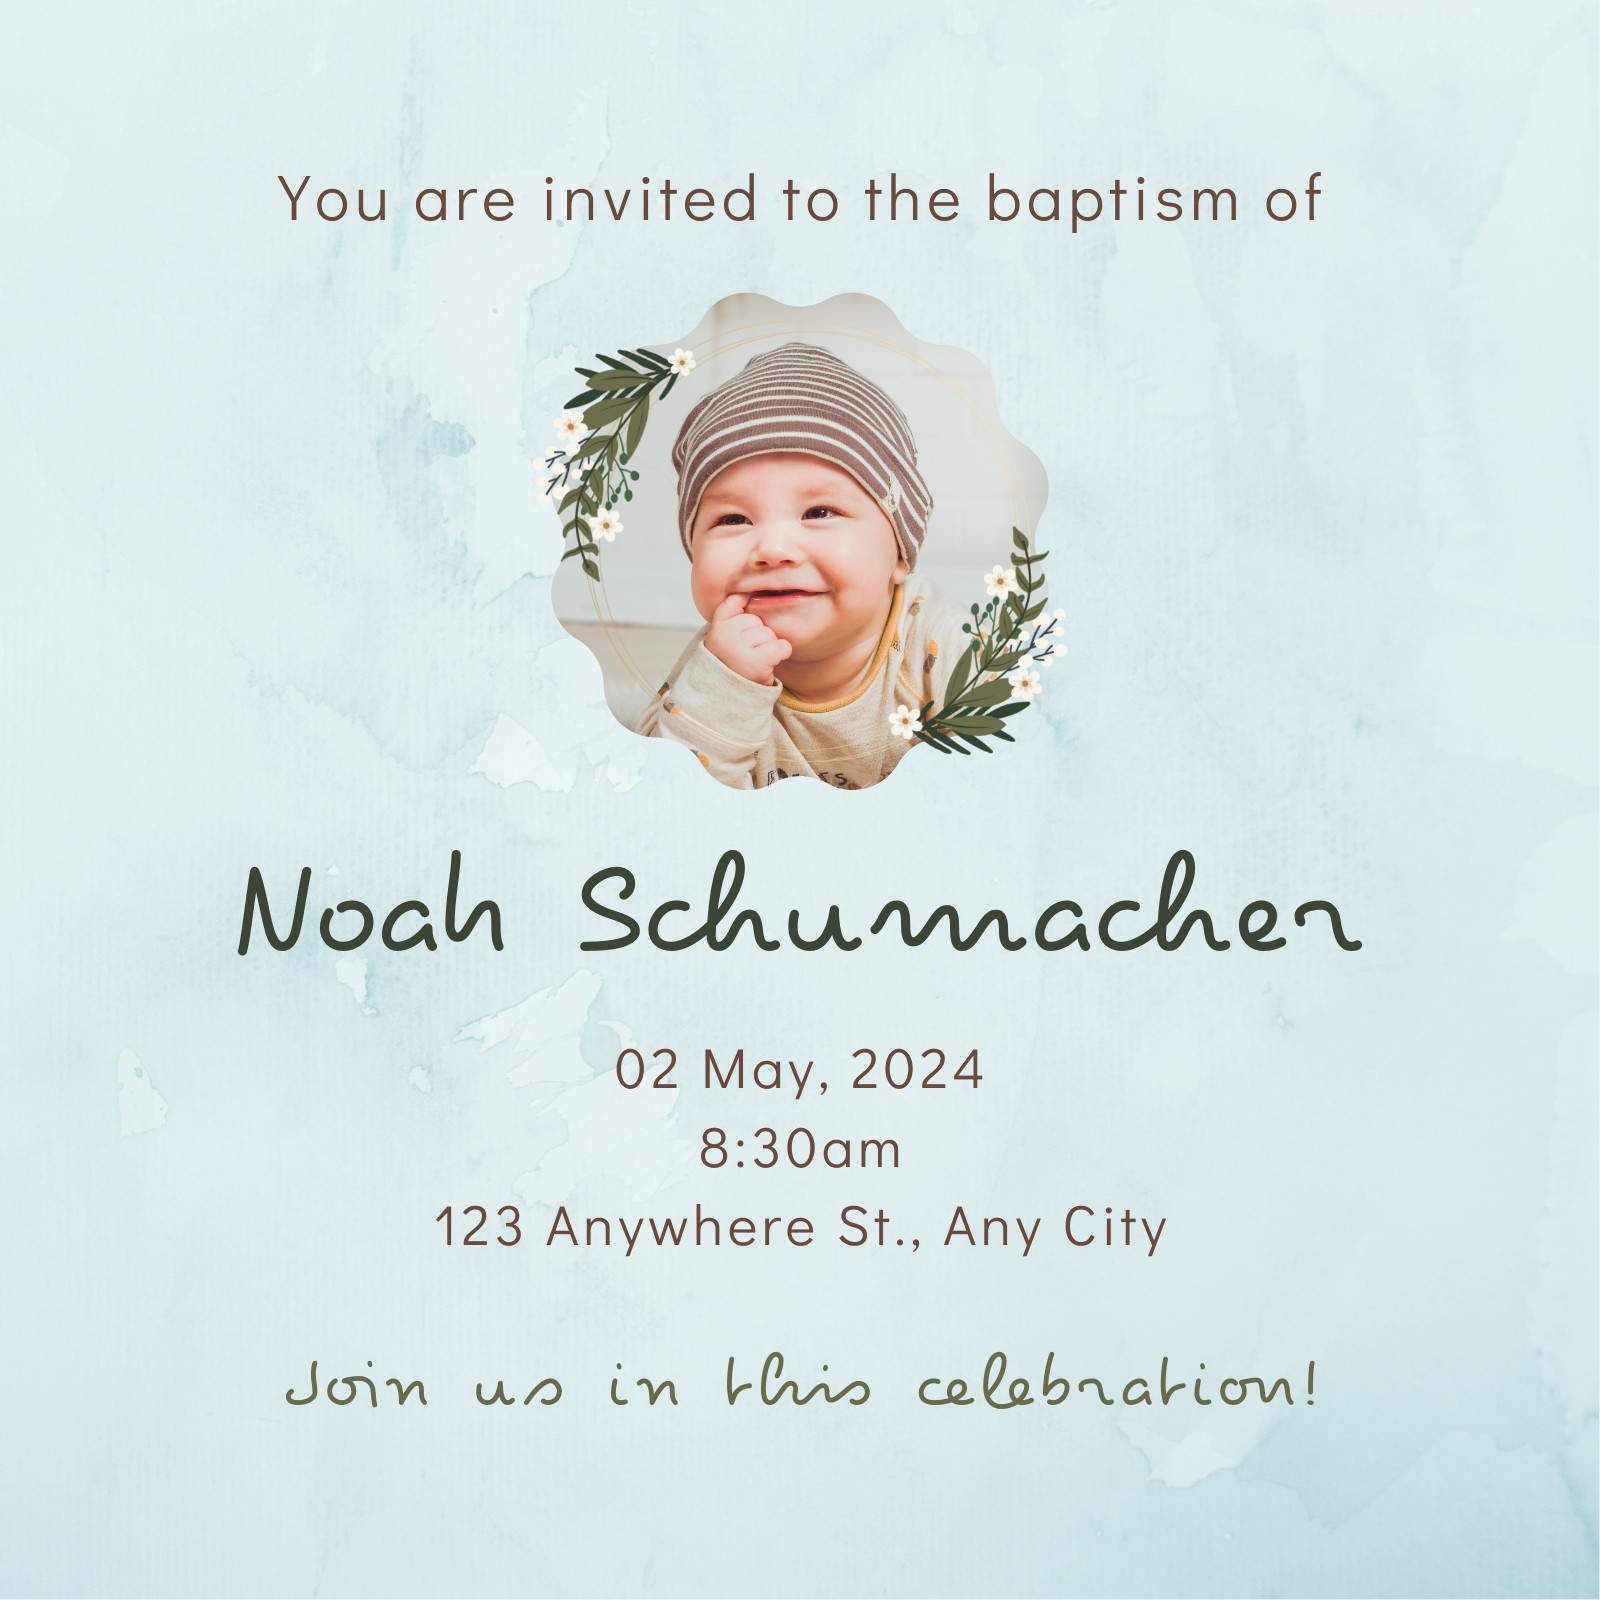 You are invited to the baptism of
Noah Schumacher
02 May, 2024
8:30am
123 Anywhere St., Any City
Join us in this celebration!